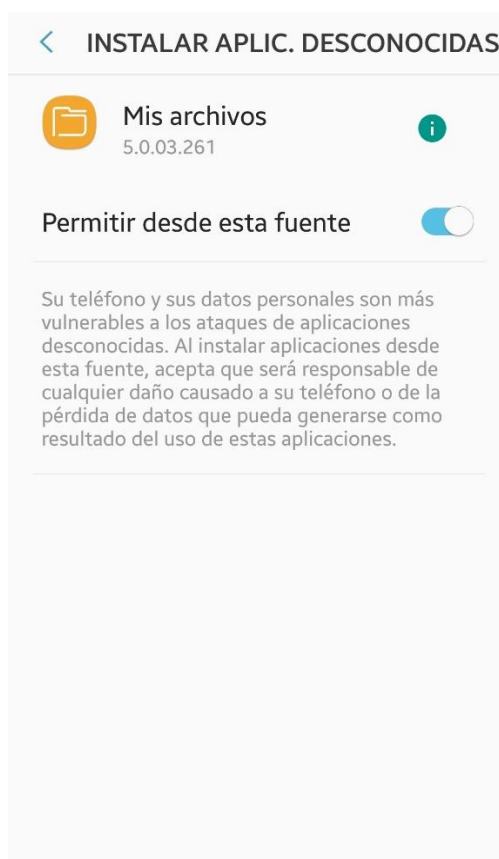 INSTALAR APLIC. DESCONOCIDAS
Mis archivos
5.0.03.261
Permitir desde esta fuente
Su teléfono y sus datos personales son más
vulnerables a los ataques de aplicaciones
desconocidas. Al instalar aplicaciones desde
esta fuente, acepta que será responsable de
cualquier daño causado a su teléfono o de la
pérdida de datos que pueda generarse como
resultado del uso de estas aplicaciones.